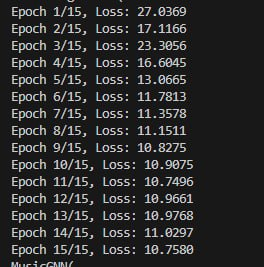 Epoch 1/15, Loss: 27.0369
Epoch 2/15, Loss: 17.1166
Epoch 3/15, Loss: 23.3056
Epoch 4/15, Loss: 16.6045
Epoch 5/15, Loss: 13.0665
Epoch 6/15, Loss: 11.7813
Epoch 7/15, Loss: 11.3578
Epoch 8/15, Loss: 11.1511
Epoch 9/15, Loss: 10.8275
Epoch 10/15, Loss: 10.9075
Epoch 11/15, Loss: 10.7496
Epoch 12/15, Loss: 10.9661
Epoch 13/15, Loss: 10.9768
Epoch 14/15, Loss: 11.0297
Epoch 15/15, Loss: 10.7580
MusicGNN(